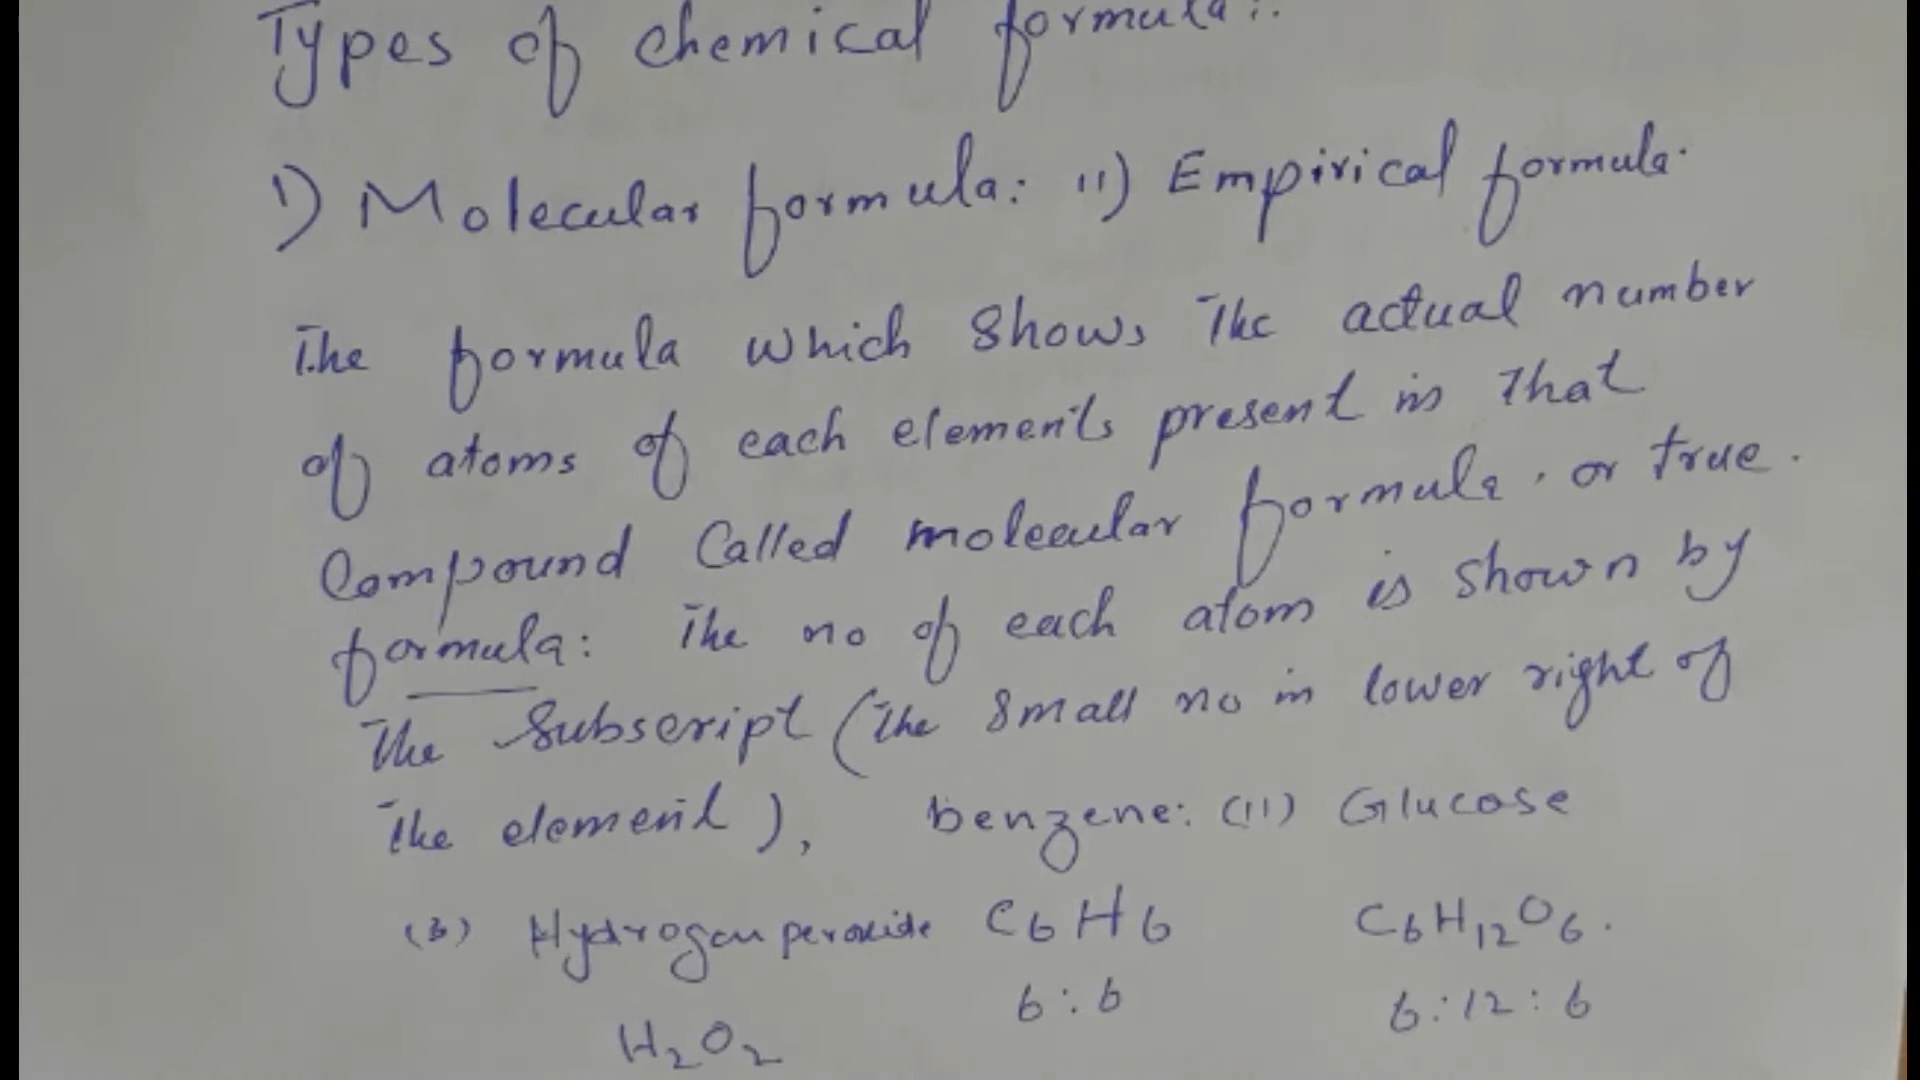 Types of chemical formula:.
1) Molecular formula: 11) Empirical formula.
The formula which shows The actual number
of atoms of each elements present in That
Compound Called molecular formula. or true.
formula: The no of each atom is shown by
The Subscript (The small no in lower right of
The element), benzene: (11) Glucose
(3) Hydrogen peroxide C6H6 C6H12O6.
6:6 6:12:6
H2O2